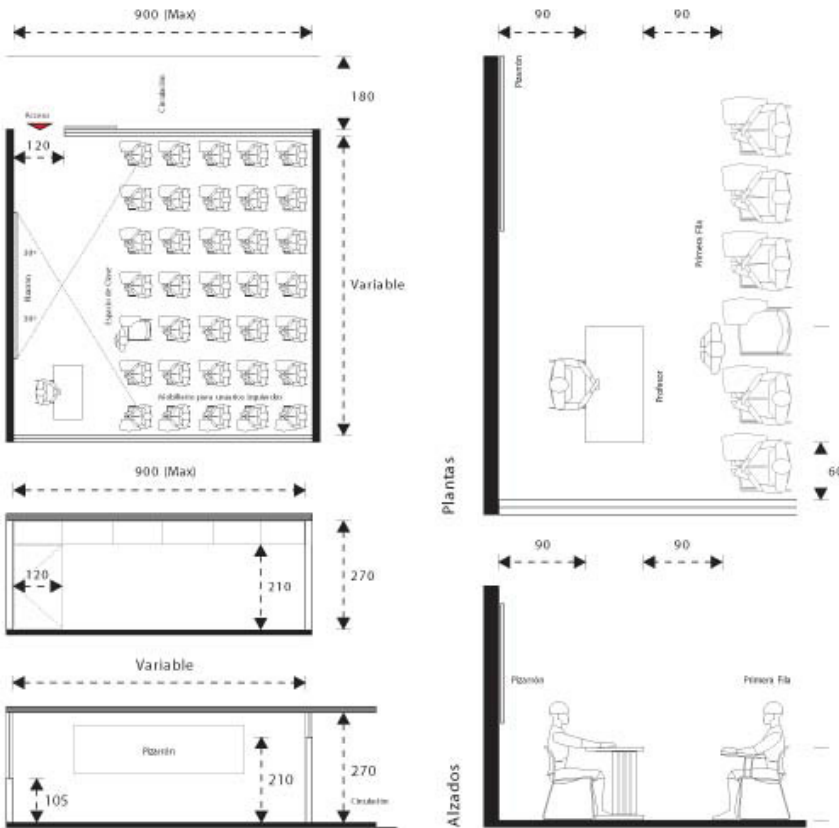 900 (Max)
Circulación
180
Acceso
120
30°
Pizarrón
30°
Espacio de Clase
Variable
Mobiliario para usuarios izquierdos
900 (Max)
120
210
270
Variable
Pizarrón
105
210
270
Circulación
90
90
Pizarrón
Primera Fila
Profesor
60
Plantas
90
90
Pizarrón
Primera Fila
Alzados